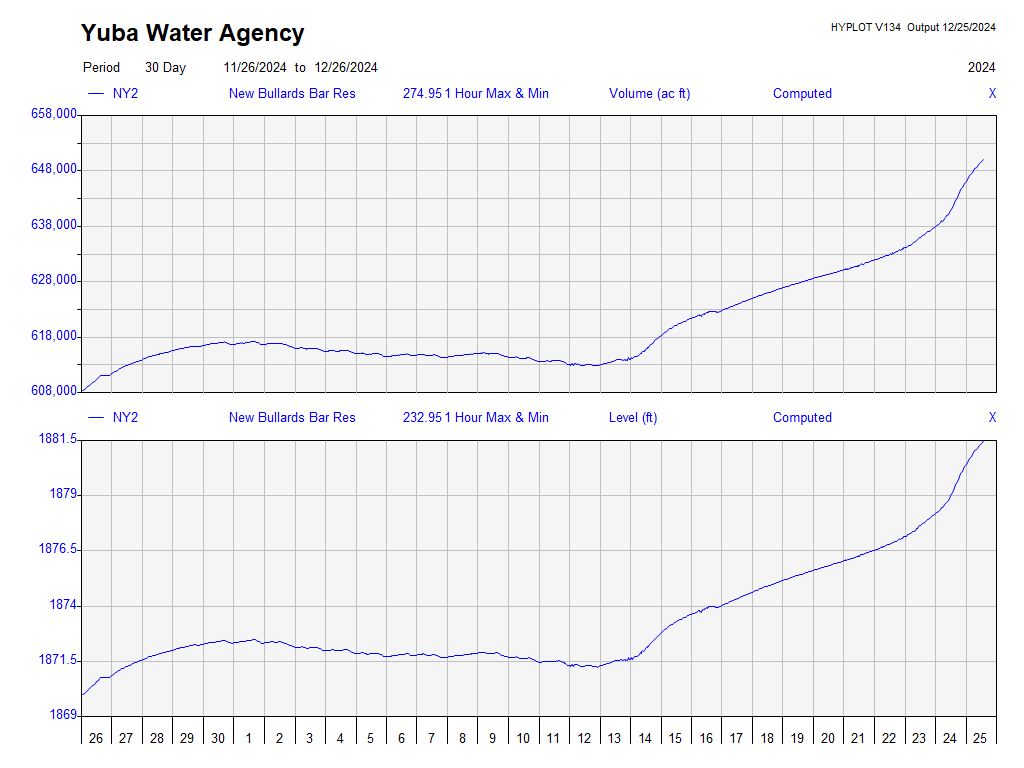 Yuba Water Agency
HYPLOT V134 Output 12/25/2024
Period 30 Day 11/26/2024 to 12/26/2024 2024
NY2 New Bullards Bar Res 274.95 1 Hour Max & Min Volume (ac ft) Computed X
658,000
648,000
638,000
628,000
618,000
608,000
NY2 New Bullards Bar Res 232.95 1 Hour Max & Min Level (ft) Computed X
1881.5
1879
1876.5
1874
1871.5
1869
26 27 28 29 30 1 2 3 4 5 6 7 8 9 10 11 12 13 14 15 16 17 18 19 20 21 22 23 24 25